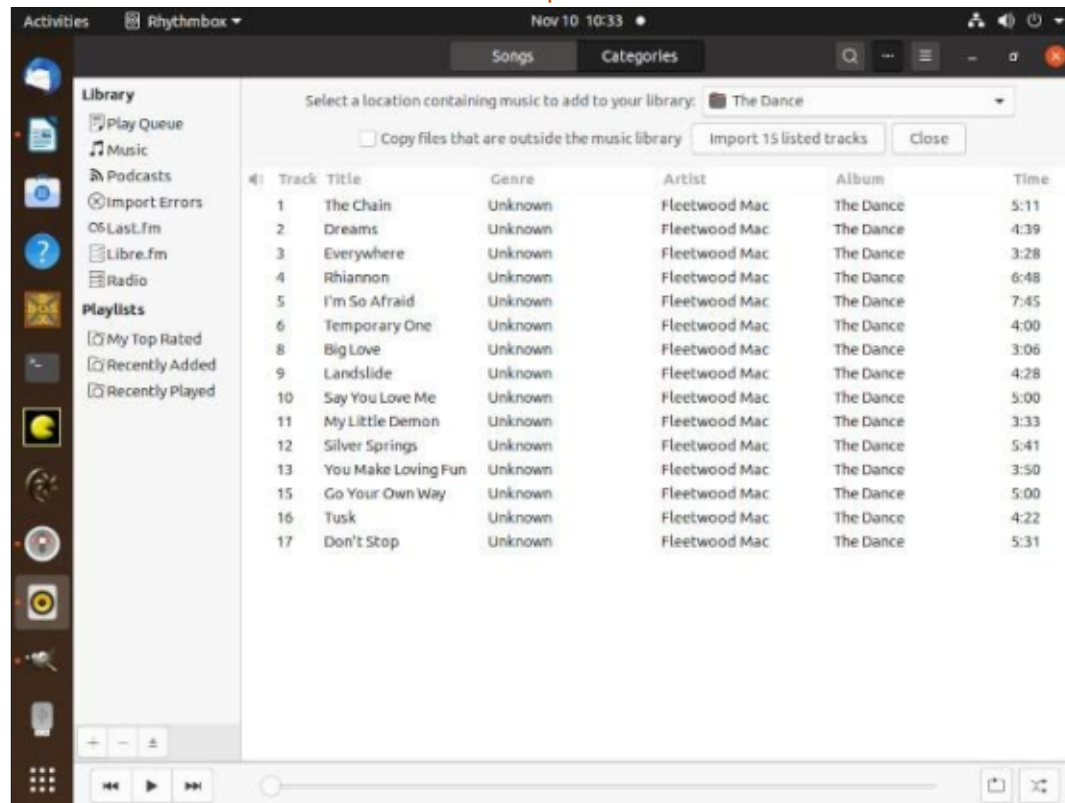 Activities Rhythmbox Nov 10 10:33
Songs Categories
Library
Play Queue
Music
Podcasts
Import Errors
Last.fm
Libre.fm
Radio
Playlists
My Top Rated
Recently Added
Recently Played
Select a location containing music to add to your library: The Dance
Copy files that are outside the music library Import 15 listed tracks Close
Track Title Genre Artist Album Time
1 The Chain Unknown Fleetwood Mac The Dance 5:11
2 Dreams Unknown Fleetwood Mac The Dance 4:39
3 Everywhere Unknown Fleetwood Mac The Dance 3:28
4 Rhiannon Unknown Fleetwood Mac The Dance 6:48
5 I'm So Afraid Unknown Fleetwood Mac The Dance 7:45
6 Temporary One Unknown Fleetwood Mac The Dance 4:00
8 Big Love Unknown Fleetwood Mac The Dance 3:06
9 Landslide Unknown Fleetwood Mac The Dance 4:28
10 Say You Love Me Unknown Fleetwood Mac The Dance 5:00
11 My Little Demon Unknown Fleetwood Mac The Dance 3:33
12 Silver Springs Unknown Fleetwood Mac The Dance 5:41
13 You Make Loving Fun Unknown Fleetwood Mac The Dance 3:50
15 Go Your Own Way Unknown Fleetwood Mac The Dance 5:00
16 Tusk Unknown Fleetwood Mac The Dance 4:22
17 Don't Stop Unknown Fleetwood Mac The Dance 5:31